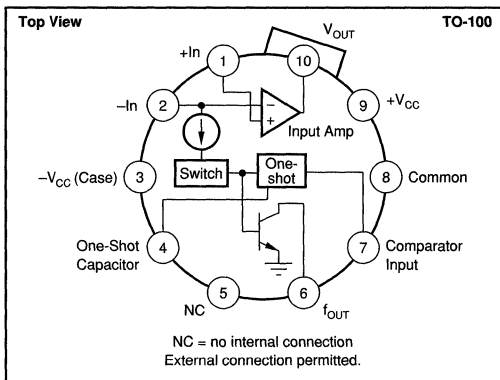 Top View
TO-100
VOUT
+In
1
10
–In
2
9
+VCC
–
+
Input Amp
–VCC (Case)
3
Switch
One-
shot
8
Common
One-Shot
Capacitor
4
7
Comparator
Input
NC
5
6
fOUT
NC = no internal connection
External connection permitted.